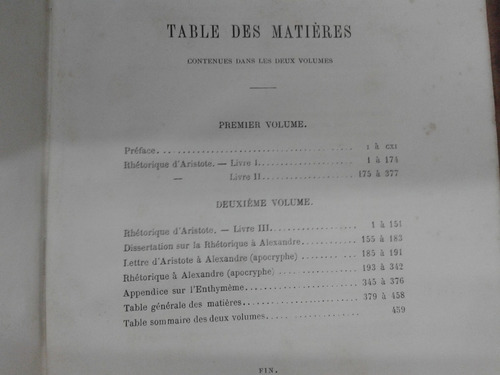 TABLE DES MATIÈRES
CONTENUES DANS LES DEUX VOLUMES
PREMIER VOLUME.
Préface. I à CXI
Rhétorique d'Aristote. — Livre I. 1 à 174
— Livre II. 175 à 377
DEUXIÈME VOLUME.
Rhétorique d'Aristote. — Livre III. 1 à 151
Dissertation sur la Rhétorique à Alexandre. 155 à 183
Lettre d'Aristote à Alexandre (apocryphe) 185 à 191
Rhétorique à Alexandre (apocryphe) 193 à 342
Appendice sur l'Enthymème. 345 à 376
Table générale des matières. 379 à 458
Table sommaire des deux volumes. 459
FIN.